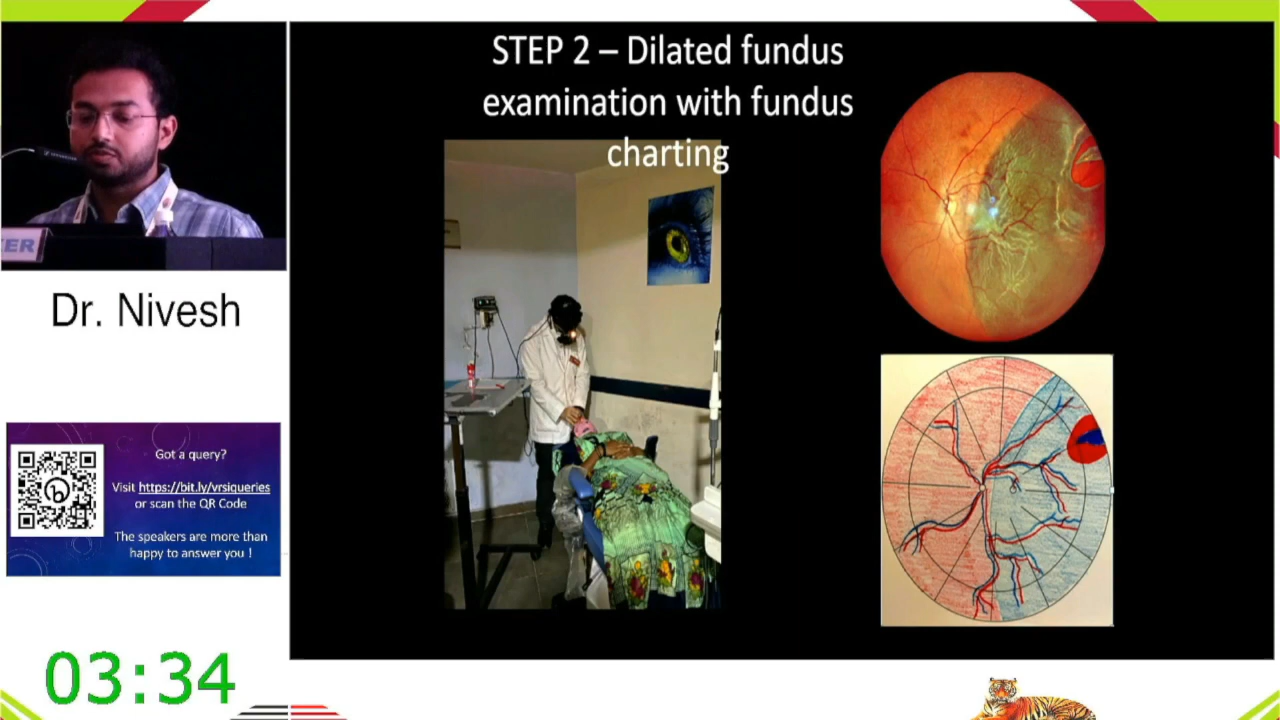 STEP 2 – Dilated fundus
examination with fundus
charting
ER
Dr. Nivesh
Got a query?
Visit https://bit.ly/vrsiqueries
or scan the QR Code
The speakers are more than
happy to answer you !
b
03:34